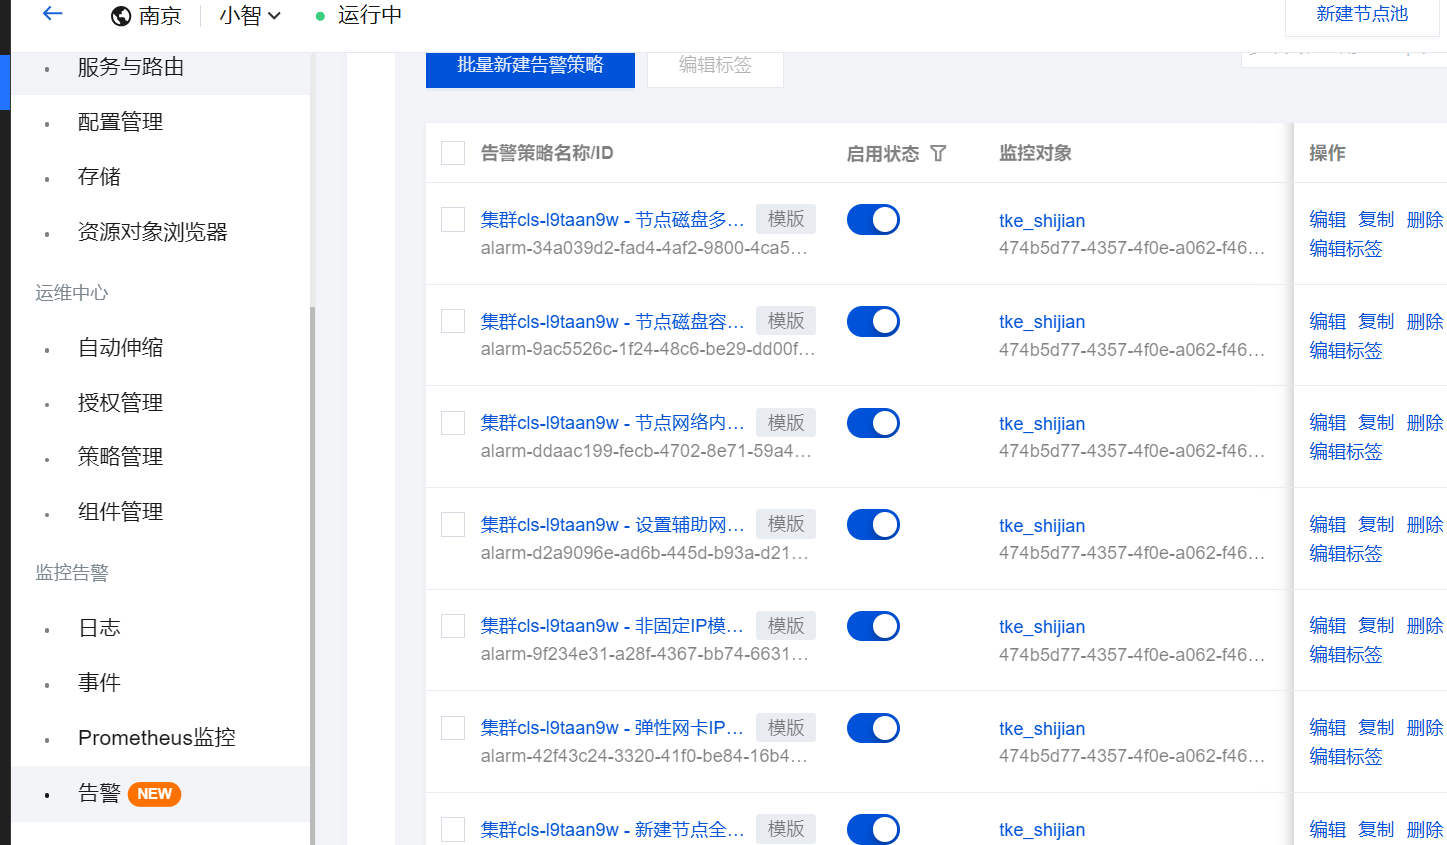 南京 小智 运行中
新建节点池
服务与路由
配置管理
存储
资源对象浏览器
运维中心
自动伸缩
授权管理
策略管理
组件管理
监控告警
日志
事件
Prometheus监控
告警 NEW
批量新建告警策略 编辑标签
告警策略名称/ID 启用状态 监控对象 操作
集群cls-l9taan9w - 节点磁盘多... 模版 tke_shijian 编辑 复制 删除
alarm-34a039d2-fad4-4af2-9800-4ca5... 474b5d77-4357-4f0e-a062-f46... 编辑标签
集群cls-l9taan9w - 节点磁盘容... 模版 tke_shijian 编辑 复制 删除
alarm-9ac5526c-1f24-48c6-be29-dd00f... 474b5d77-4357-4f0e-a062-f46... 编辑标签
集群cls-l9taan9w - 节点网络内... 模版 tke_shijian 编辑 复制 删除
alarm-ddaac199-fecb-4702-8e71-59a4... 474b5d77-4357-4f0e-a062-f46... 编辑标签
集群cls-l9taan9w - 设置辅助网... 模版 tke_shijian 编辑 复制 删除
alarm-d2a9096e-ad6b-445d-b93a-d21... 474b5d77-4357-4f0e-a062-f46... 编辑标签
集群cls-l9taan9w - 非固定IP模... 模版 tke_shijian 编辑 复制 删除
alarm-9f234e31-a28f-4367-bb74-6631... 474b5d77-4357-4f0e-a062-f46... 编辑标签
集群cls-l9taan9w - 弹性网卡IP... 模版 tke_shijian 编辑 复制 删除
alarm-42f43c24-3320-41f0-be84-16b4... 474b5d77-4357-4f0e-a062-f46... 编辑标签
集群cls-l9taan9w - 新建节点全... 模版 tke_shijian 编辑 复制 删除